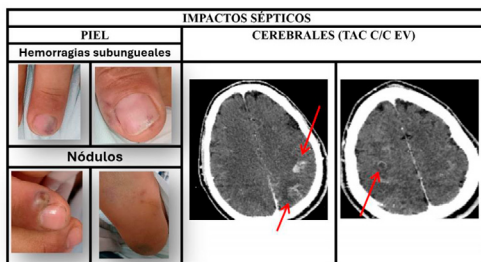 IMPACTOS SÉPTICOS
PIEL
CEREBRALES (TAC C/C EV)
Hemorragias subungueales
Nódulos